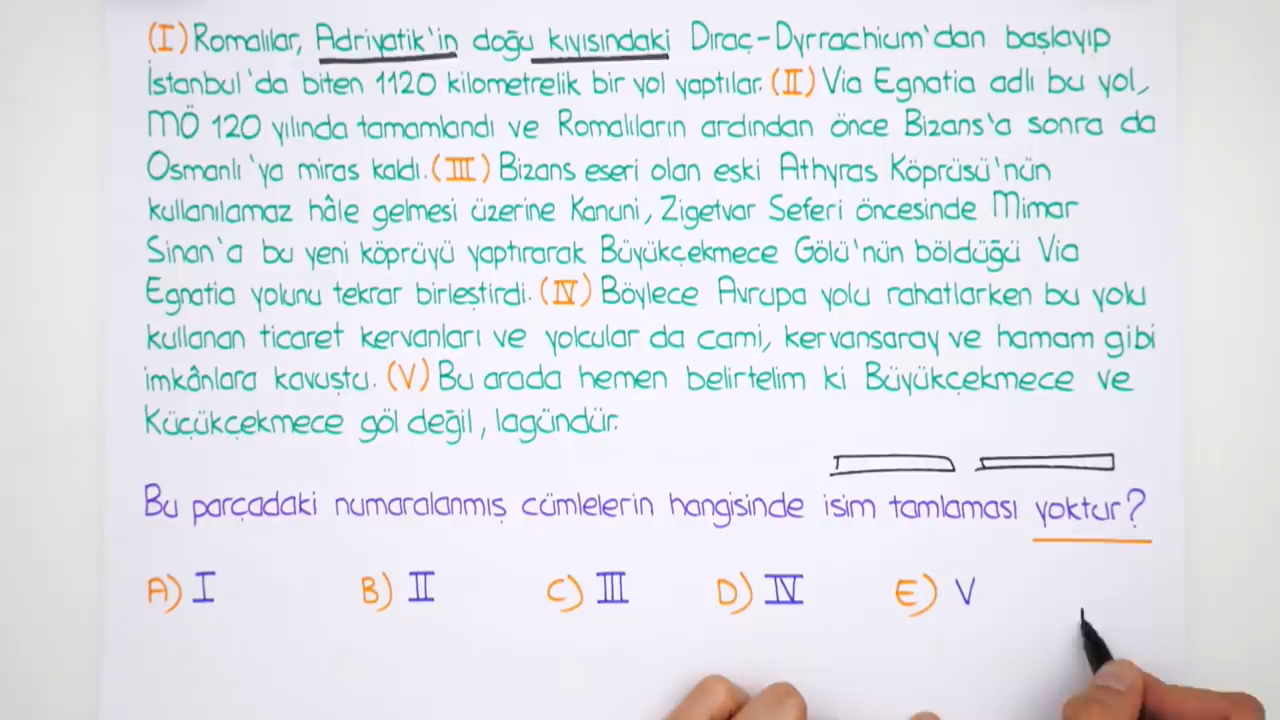 (I) Romalılar, Adriyatik'in doğu kıyısındaki Dıraç-Dyrrachium'dan başlayıp
İstanbul'da biten 1120 kilometrelik bir yol yaptılar. (II) Via Egnatia adlı bu yol,
MÖ 120 yılında tamamlandı ve Romalıların ardından önce Bizans'a sonra da
Osmanlı'ya miras kaldı. (III) Bizans eseri olan eski Athyras Köprüsü'nün
kullanılamaz hâle gelmesi üzerine Kanuni, Zigetvar Seferi öncesinde Mimar
Sinan'a bu yeni köprüyü yaptırarak Büyükçekmece Gölü'nün böldüğü Via
Egnatia yolunu tekrar birleştirdi. (IV) Böylece Avrupa yolu rahatlarken bu yolu
kullanan ticaret kervanları ve yolcular da cami, kervansaray ve hamam gibi
imkânlara kavuştu. (V) Bu arada hemen belirtelim ki Büyükçekmece ve
Küçükçekmece göl değil, lagündür.
Bu parçadaki numaralanmış cümlelerin hangisinde isim tamlaması yoktur?
A) I B) II C) III D) IV E) V